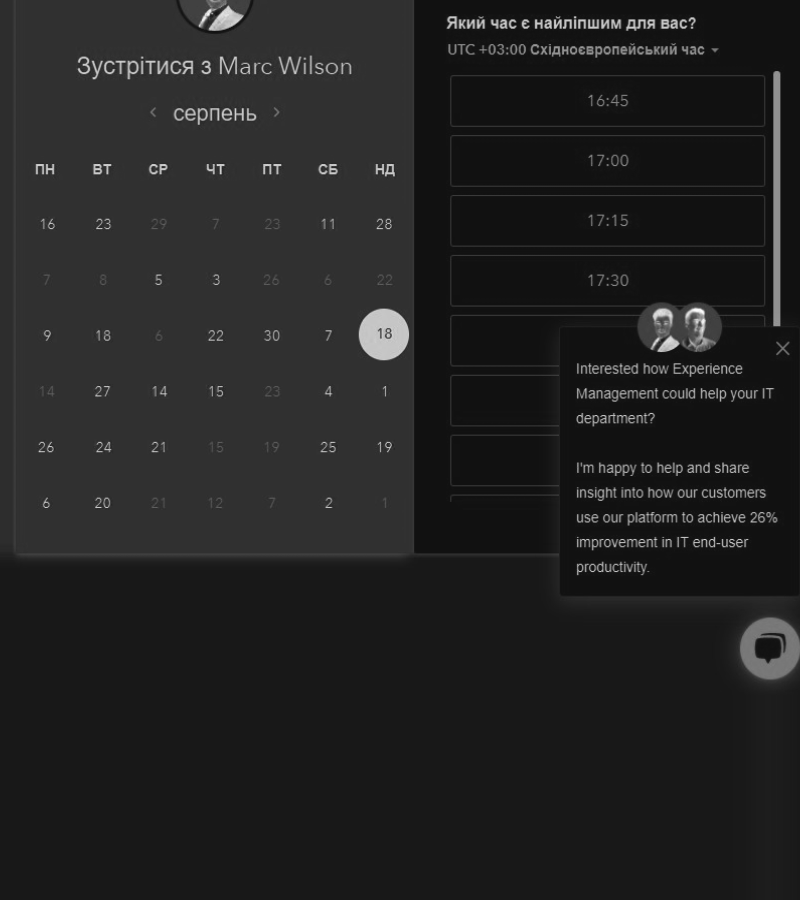 Зустрітися з Marc Wilson
серпень
ПН ВТ СР ЧТ ПТ СБ НД
16 23 29 7 23 11 28
7 8 5 3 26 6 22
9 18 6 22 30 7 18
14 27 14 15 23 4 1
26 24 21 15 19 25 19
6 20 21 12 7 2 1
Який час є найліпшим для вас?
UTC +03:00 Східноєвропейський час
16:45
17:00
17:15
17:30
Interested how Experience
Management could help your IT
department?
I'm happy to help and share
insight into how our customers
use our platform to achieve 26%
improvement in IT end-user
productivity.